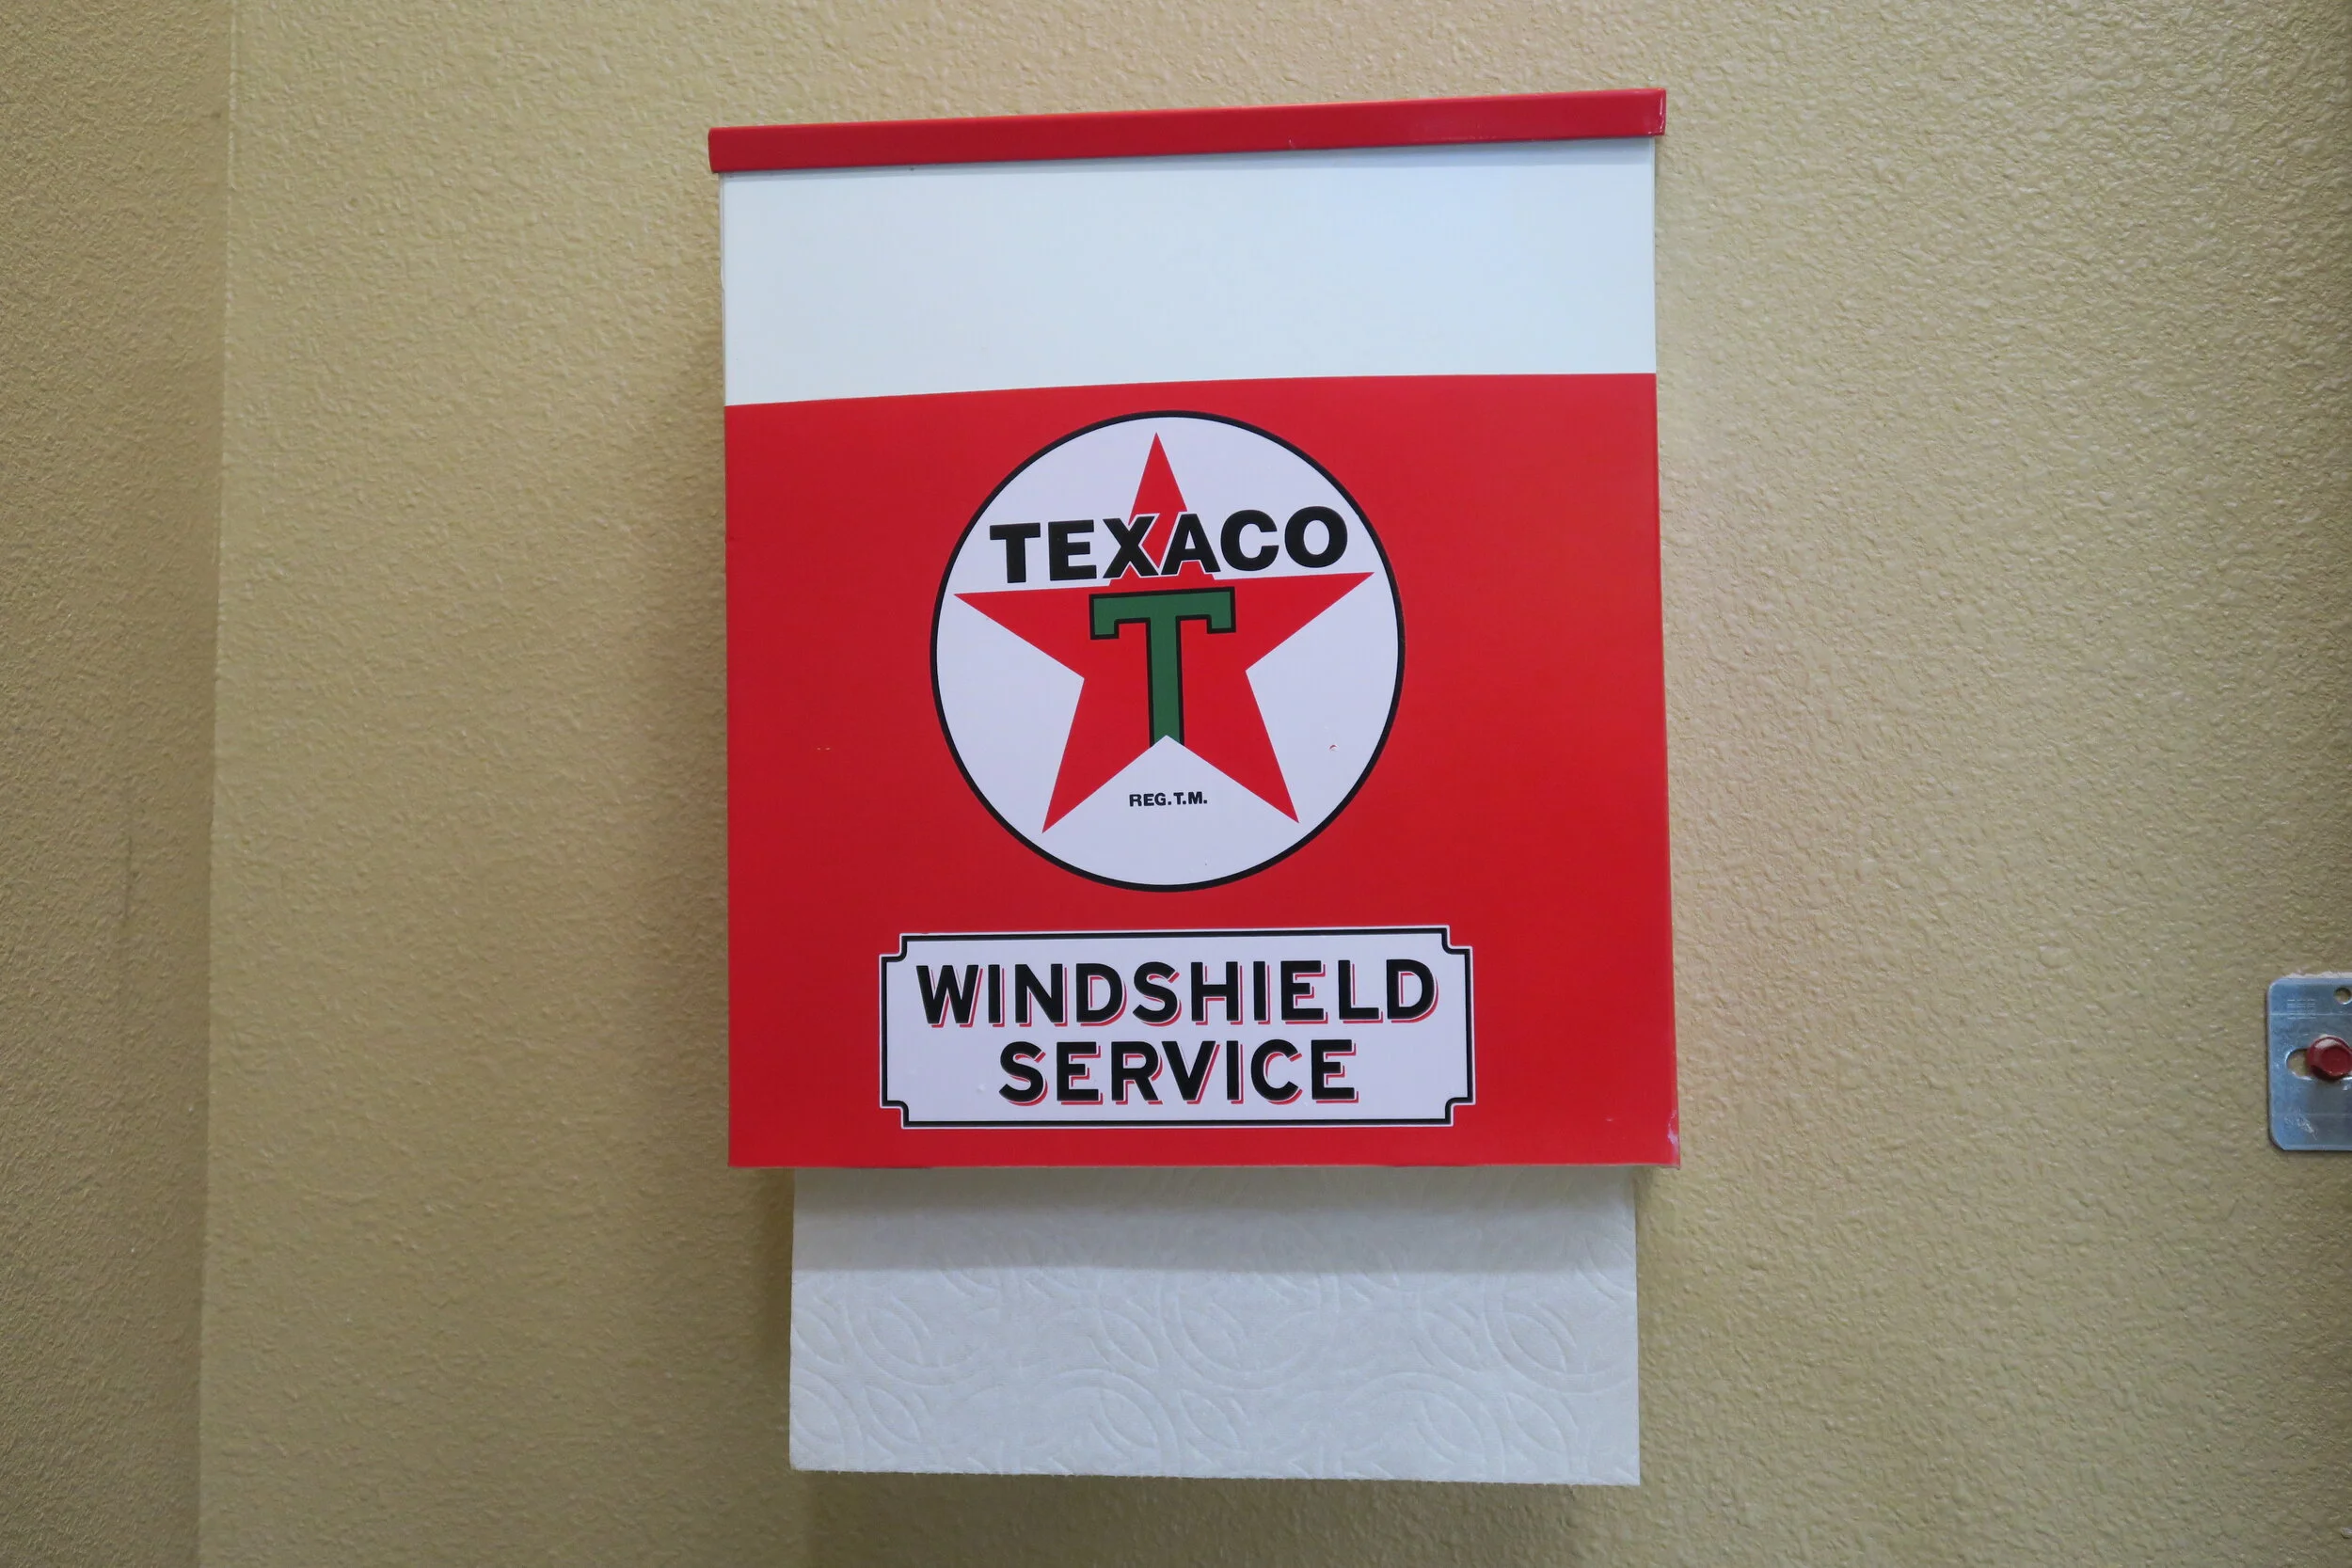 TEXACO
T
REG.T.M.
WINDSHIELD
SERVICE